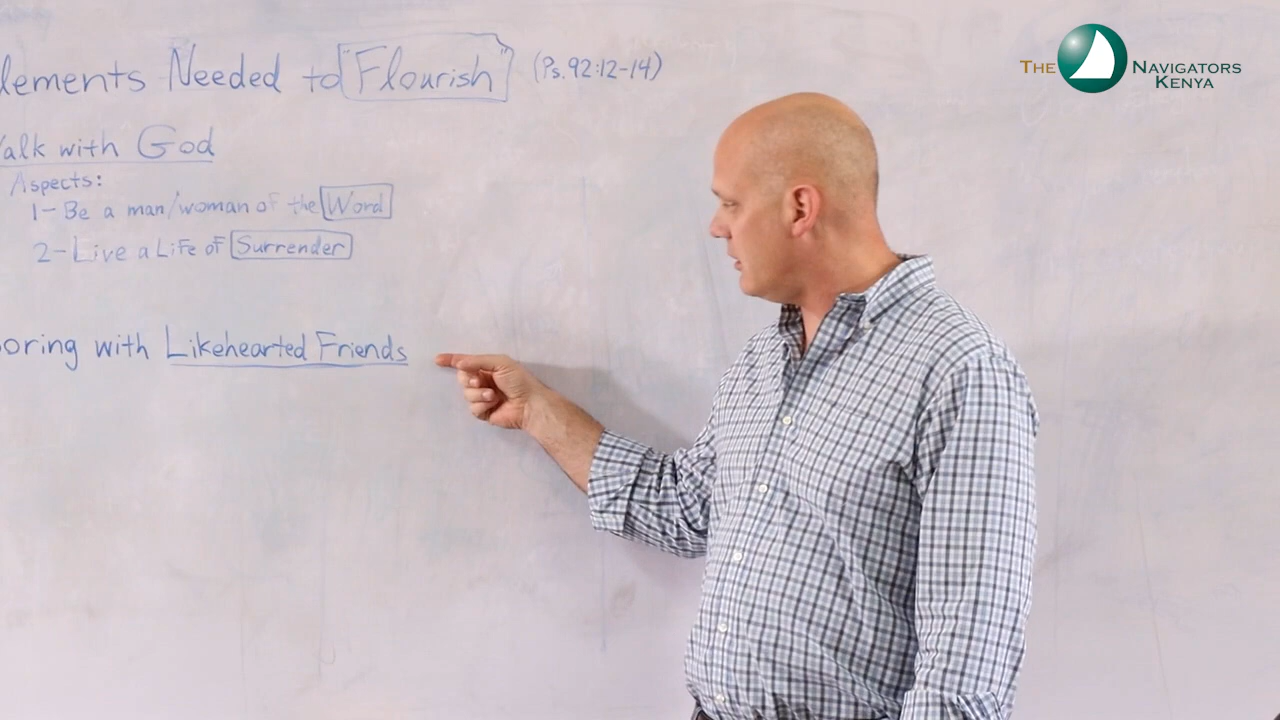 lements Needed to "Flourish" (Ps. 92:12-14)
alk with God
Aspects:
1- Be a man/woman of the Word
2- Live a Life of Surrender
oring with Likehearted Friends
The Navigators
Kenya